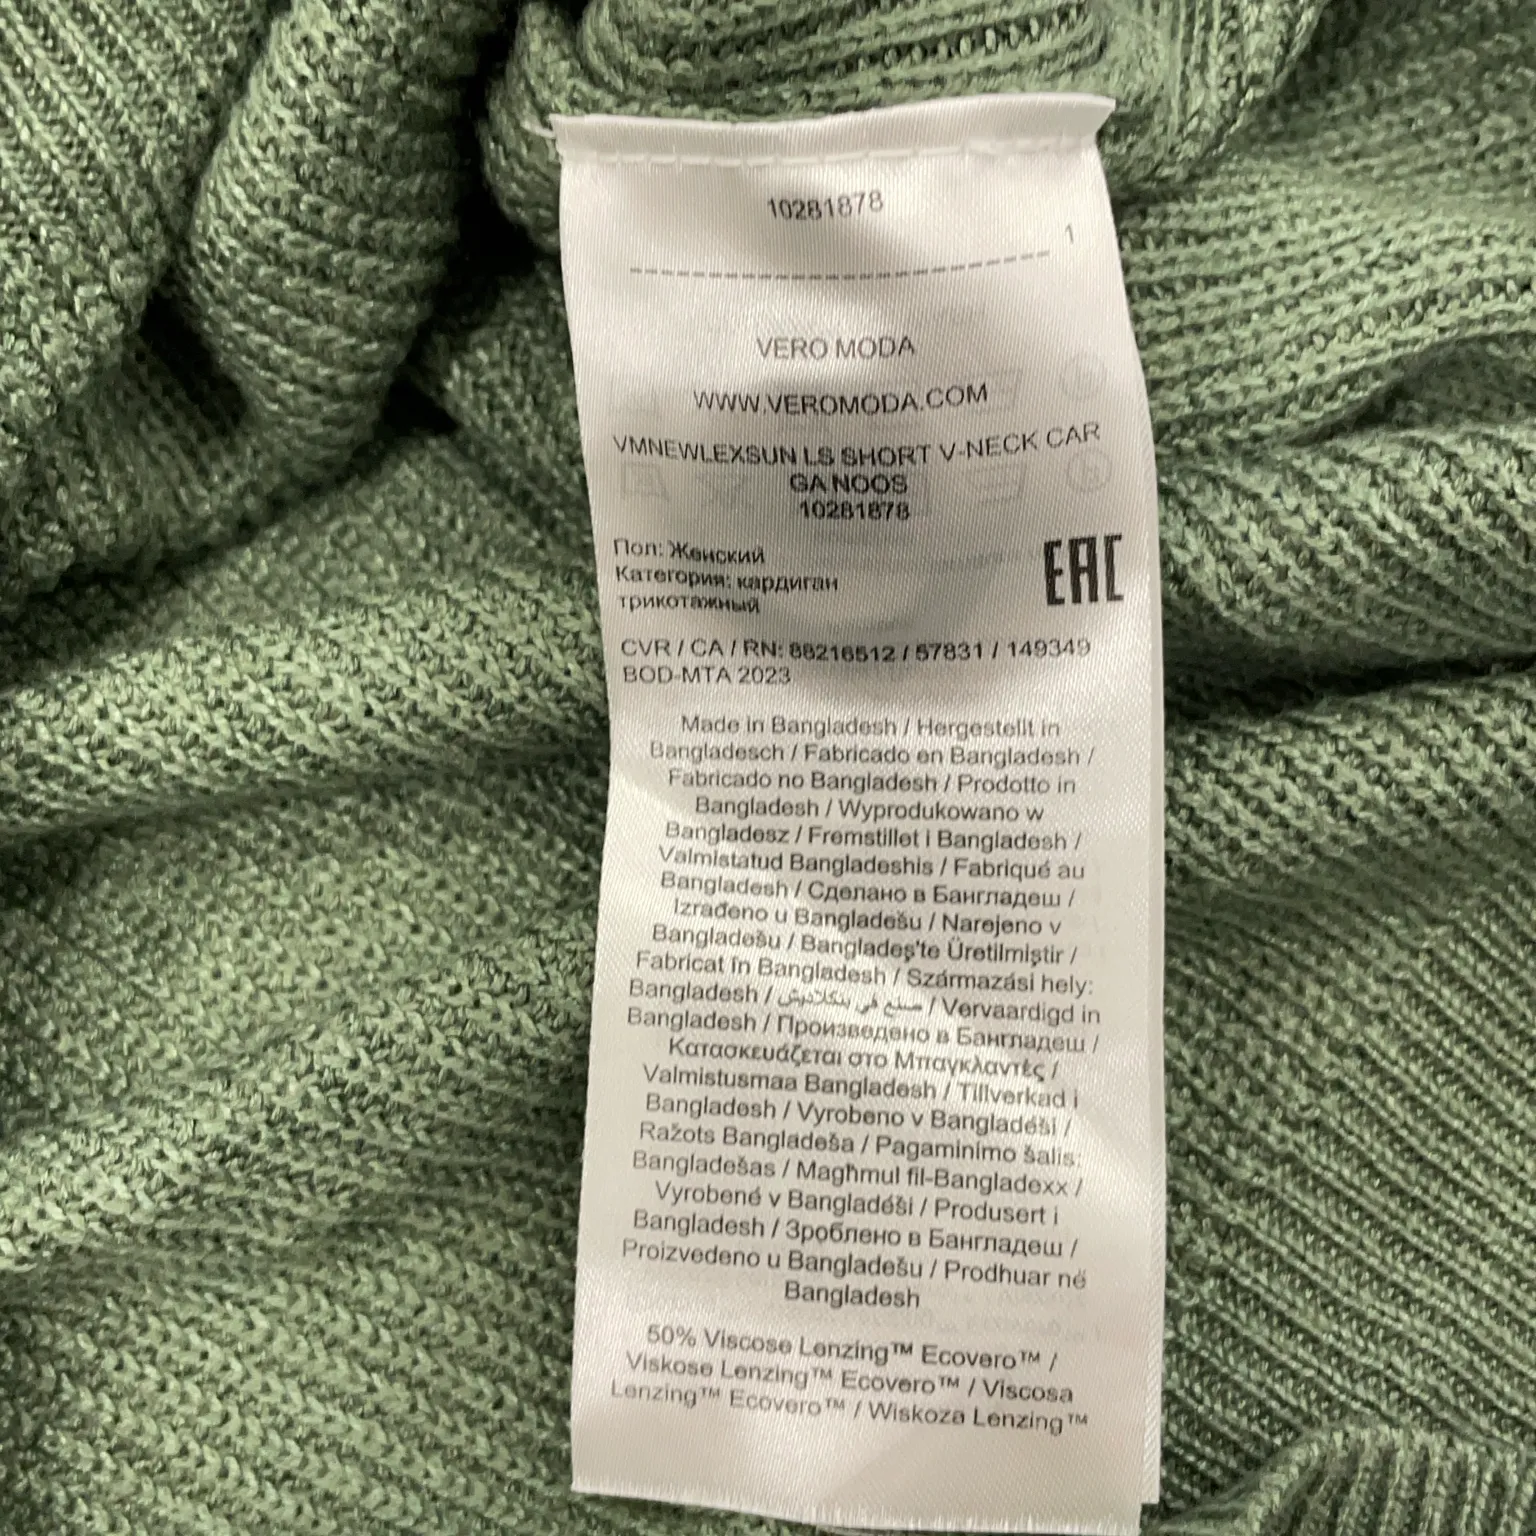 10281878
1
VERO MODA
WWW.VEROMODA.COM
VMNEWLEXSUN LS SHORT V-NECK CAR
GA NOOS
10281878
Пол: Женский
Категория: кардиган
трикотажный
EAC
CVR / CA / RN: 88216512 / 57831 / 149349
BOD-MTA 2023
Made in Bangladesh / Hergestellt in
Bangladesch / Fabricado en Bangladesh /
Fabricado no Bangladesh / Prodotto in
Bangladesh / Wyprodukowano w
Bangladesz / Fremstillet i Bangladesh /
Valmistatud Bangladeshis / Fabriqué au
Bangladesh / Сделано в Бангладеш /
Izrađeno u Bangladešu / Narejeno v
Bangladešu / Bangladeş'te Üretilmiştir /
Fabricat în Bangladesh / Származási hely:
Bangladesh / صنع في بنكلاديش / Vervaardigd in
Bangladesh / Произведено в Бангладеш /
Κατασκευάζεται στο Μπαγκλαντές /
Valmistusmaa Bangladesh / Tillverkad i
Bangladesh / Vyrobeno v Bangladéši /
Ražots Bangladeša / Pagaminimo šalis:
Bangladešas / Magħmul fil-Bangladexx /
Vyrobené v Bangladéši / Produsert i
Bangladesh / Зроблено в Бангладеш /
Proizvedeno u Bangladešu / Prodhuar në
Bangladesh
50% Viscose Lenzing™ Ecovero™ /
Viskose Lenzing™ Ecovero™ / Viscosa
Lenzing™ Ecovero™ / Wiskoza Lenzing™